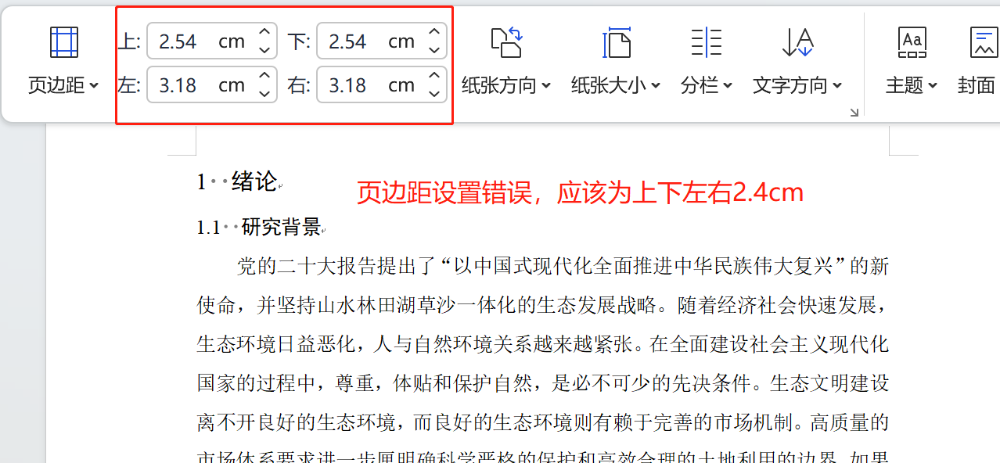 上: 2.54 cm 下: 2.54 cm
页边距 左: 3.18 cm 右: 3.18 cm 纸张方向 纸张大小 分栏 文字方向 主题 封面
1 绪论
页边距设置错误，应该为上下左右2.4cm
1.1 研究背景
党的二十大报告提出了“以中国式现代化全面推进中华民族伟大复兴”的新
使命，并坚持山水林田湖草沙一体化的生态发展战略。随着经济社会快速发展，
生态环境日益恶化，人与自然环境关系越来越紧张。在全面建设社会主义现代化
国家的过程中，尊重，体贴和保护自然，是必不可少的先决条件。生态文明建设
离不开良好的生态环境，而良好的生态环境则有赖于完善的市场机制。高质量的
市场体系要求进一步厘明确科学严格的保护和高效合理的土地利用的边界 如果